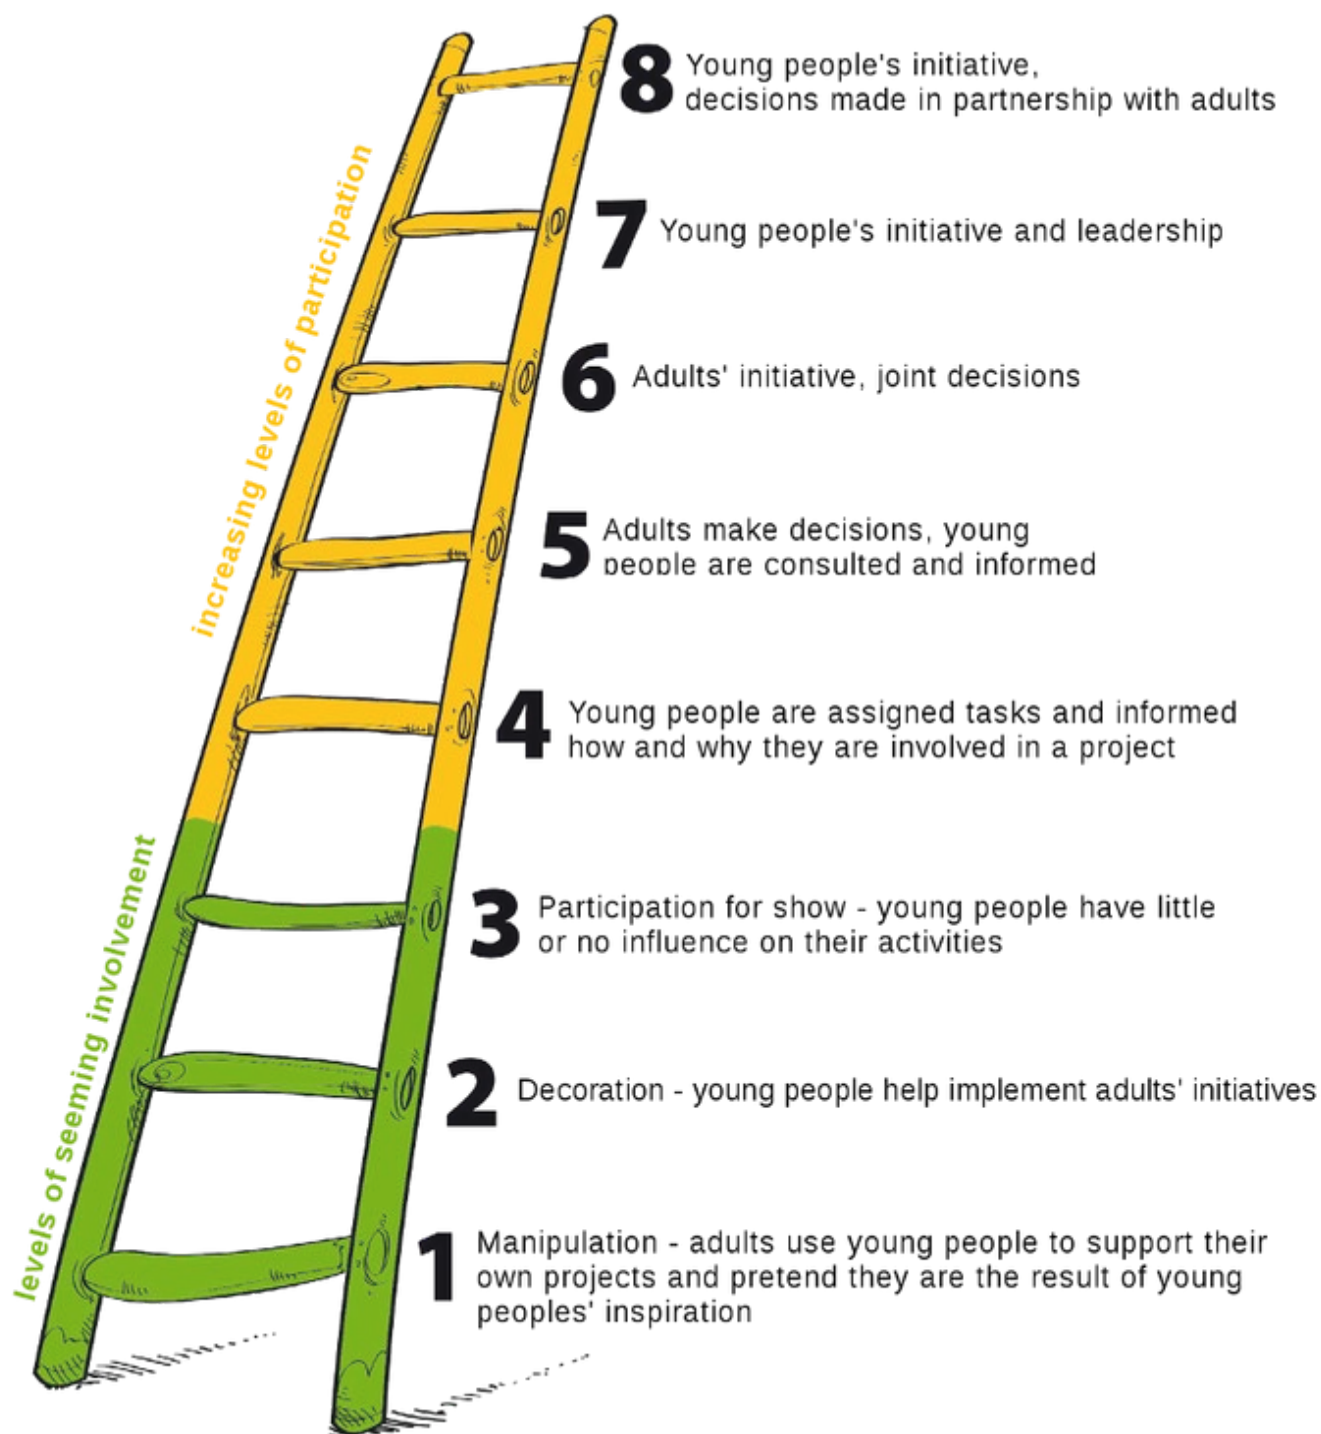 8
Young people's initiative,
decisions made in partnership with adults
7
Young people's initiative and leadership
6
Adults' initiative, joint decisions
5
Adults make decisions, young
people are consulted and informed
4
Young people are assigned tasks and informed
how and why they are involved in a project
3
Participation for show - young people have little
or no influence on their activities
2
Decoration - young people help implement adults' initiatives
1
Manipulation - adults use young people to support their
own projects and pretend they are the result of young
peoples' inspiration
increasing levels of participation
levels of seeming involvement